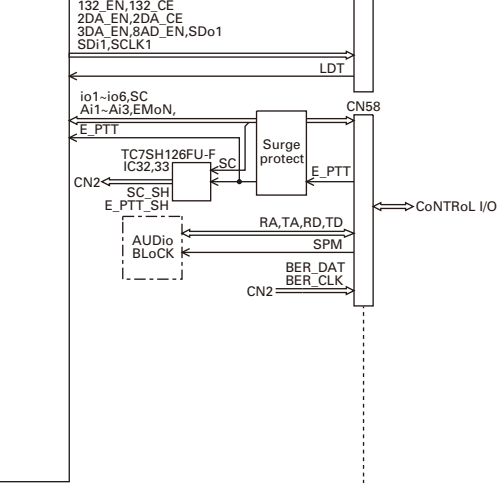 132_EN,132_CE
2DA_EN,2DA_CE
3DA_EN,8AD_EN,SDo1
SDi1,SCLK1
LDT
io1~io6,SC
Ai1~Ai3,EMoN,
CN58
E_PTT
Surge
protect
TC7SH126FU-F
IC32,33
SC
E_PTT
CN2
SC_SH
E_PTT_SH
CoNTRoL I/O
RA,TA,RD,TD
AUDio
BLoCK
SPM
BER_DAT
BER_CLK
CN2